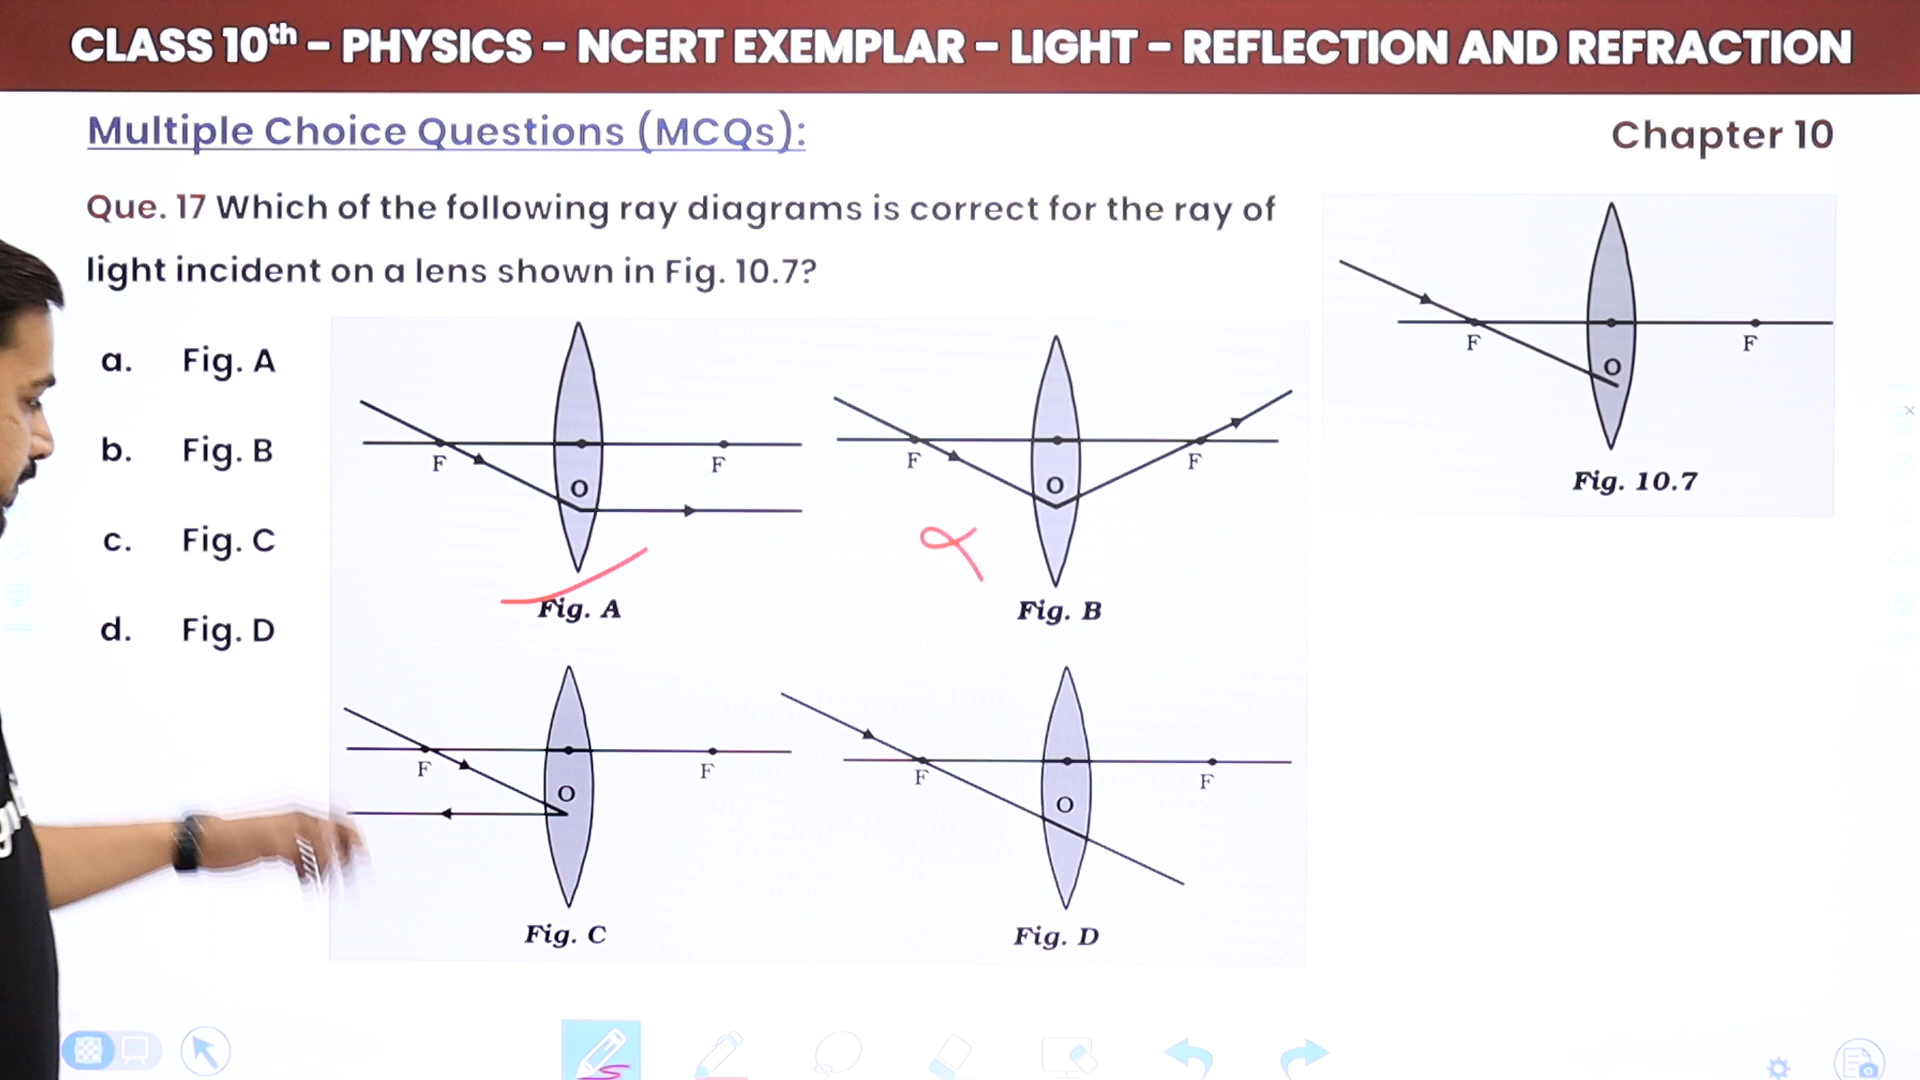 CLASS 10th – PHYSICS – NCERT EXEMPLAR – LIGHT – REFLECTION AND REFRACTION
Multiple Choice Questions (MCQs):
Chapter 10
Que. 17 Which of the following ray diagrams is correct for the ray of
light incident on a lens shown in Fig. 10.7?
F
O
F
Fig. 10.7
a. Fig. A
b. Fig. B
c. Fig. C
d. Fig. D
F
O
F
Fig. A
F
O
F
Fig. B
F
O
F
Fig. C
F
O
F
Fig. D